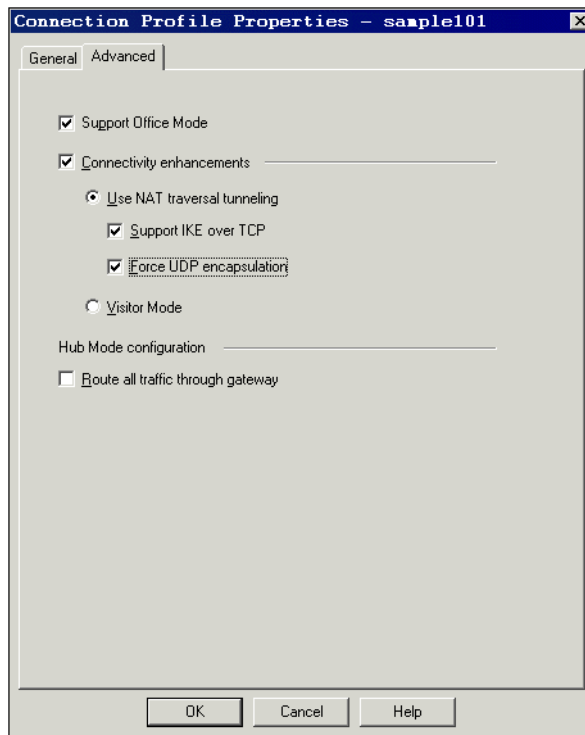 Connection Profile Properties - sample101
General Advanced
Support Office Mode
Connectivity enhancements
Use NAT traversal tunneling
Support IKE over TCP
Force UDP encapsulation
Visitor Mode
Hub Mode configuration
Route all traffic through gateway
OK Cancel Help